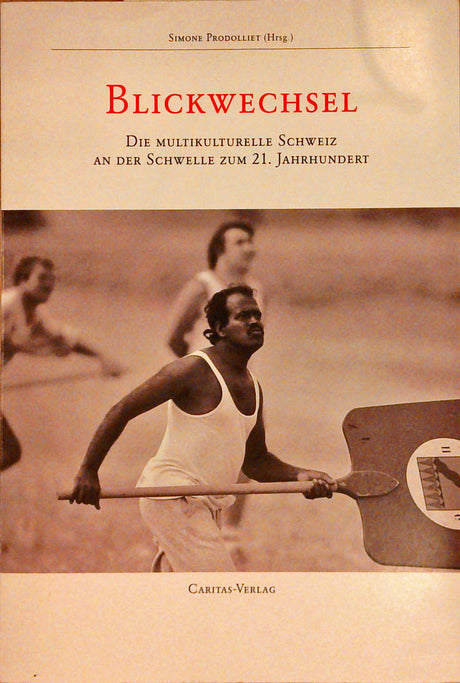 Simone Prodolliet (Hrsg.)
Blickwechsel
Die multikulturelle Schweiz
an der Schwelle zum 21. Jahrhundert
H
Caritas-Verlag